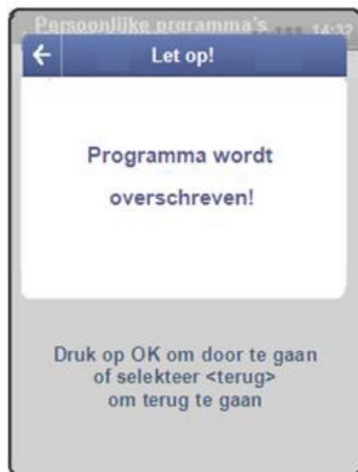 Persoonlijke programma's 14:32
Let op!
Programma wordt
overschreven!
Druk op OK om door te gaan
of selekteer <terug>
om terug te gaan